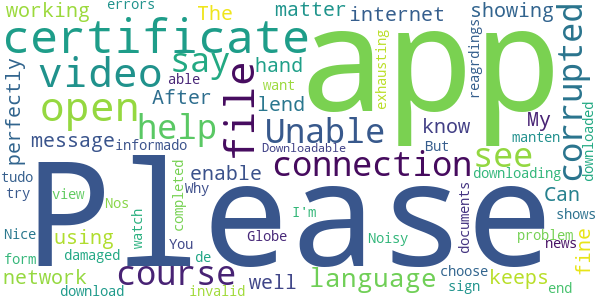 working
errors
The
matter
internet
showing
certificate
app
corrupted
video
say
hand
able
want
exhausting
reagrdings
perfectly
After
open
file
lend
My
downloaded
message
informado
help
Unable
know
manten
But
Downloadable
connection
see
tudo
try
view
Nos
watch
completed
Why
enable
Please
documents
downloading
Can
choose
shows
using
I'm
You
de
Globe
Noisy
problem
news
fine
Nice
form
damaged
network
download
course
invalid
well
language
keeps
sign
end